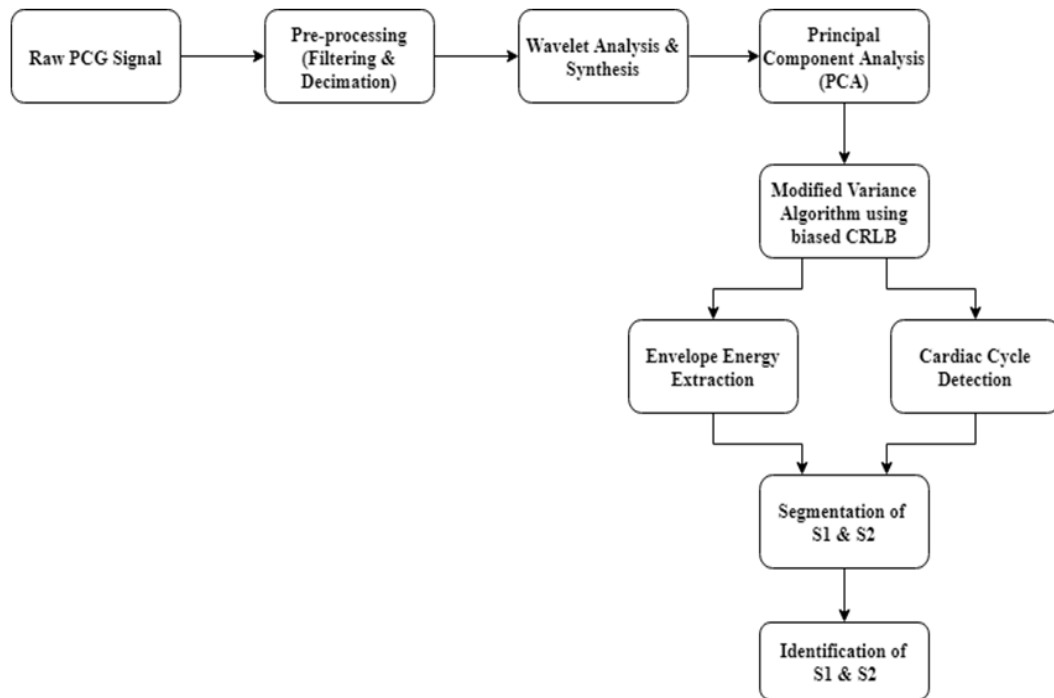 Raw PCG Signal
Pre-processing
(Filtering &
Decimation)
Wavelet Analysis &
Synthesis
Principal
Component Analysis
(PCA)
Modified Variance
Algorithm using
biased CRLB
Envelope Energy
Extraction
Cardiac Cycle
Detection
Segmentation of
S1 & S2
Identification of
S1 & S2